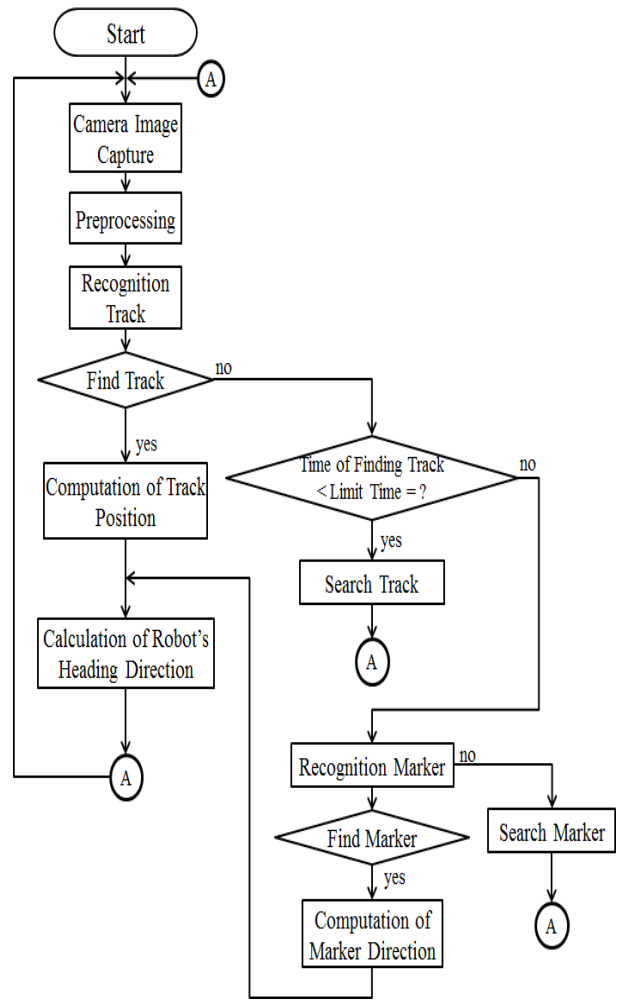 Start
A
Camera Image
Capture
Preprocessing
Recognition
Track
Find Track
no
yes
Time of Finding Track
< Limit Time = ?
no
Computation of Track
Position
yes
Search Track
A
Calculation of Robot's
Heading Direction
A
Recognition Marker
no
Find Marker
Search Marker
yes
Computation of
Marker Direction
A